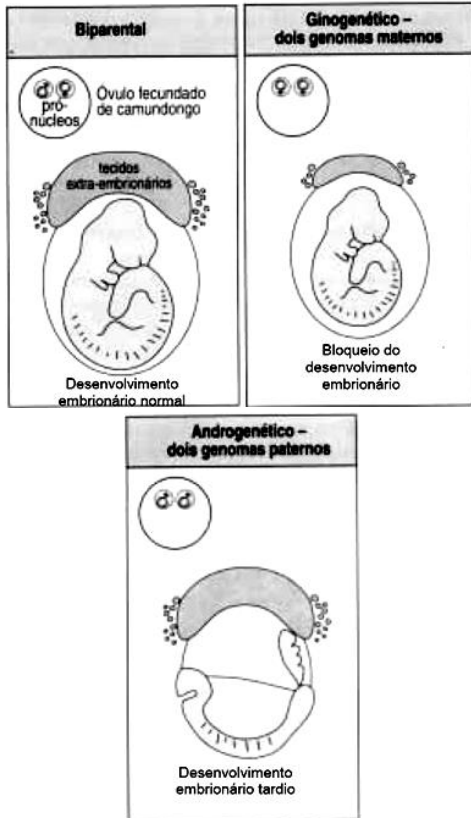 Biparental
♂ ♀
pró-
núcleos
Óvulo fecundado
de camundongo
tecidos
extra-embrionários
Desenvolvimento
embrionário normal
Ginogenético –
dois genomas maternos
♀ ♀
Bloqueio do
desenvolvimento
embrionário
Androgenético –
dois genomas paternos
♂ ♂
Desenvolvimento
embrionário tardio